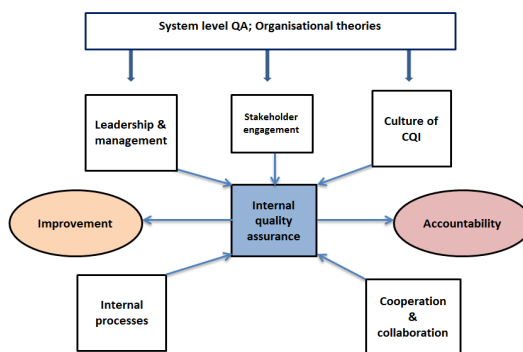 System level QA; Organisational theories
Leadership &
management
Stakeholder
engagement
Culture of
CQI
Improvement
Internal
quality
assurance
Accountability
Internal
processes
Cooperation
&
collaboration